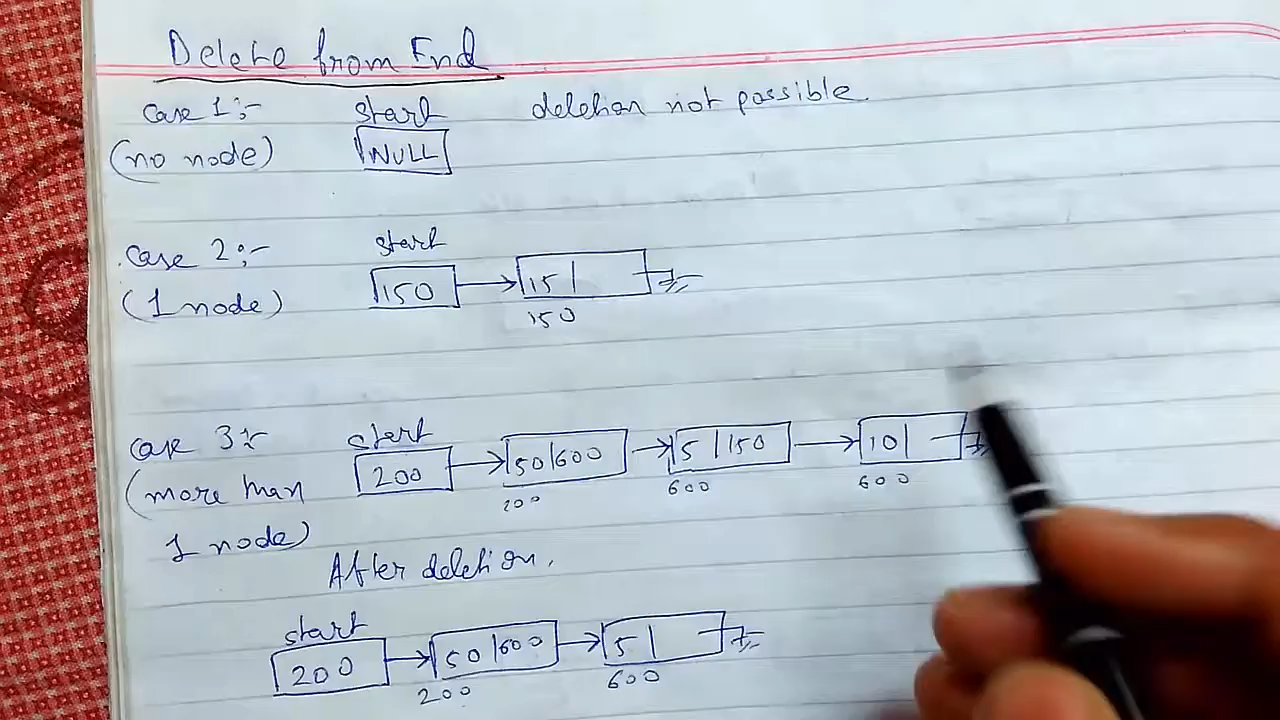 Delete from End
case 1:- start deletion not possible.
(no node) NULL
case 2:- start
(1 node) 150 15
150
case 3:- start
200 50 600 5 150 10
(more than 200 600 600
1 node)
After deletion.
start
200 50 600 5
200 600